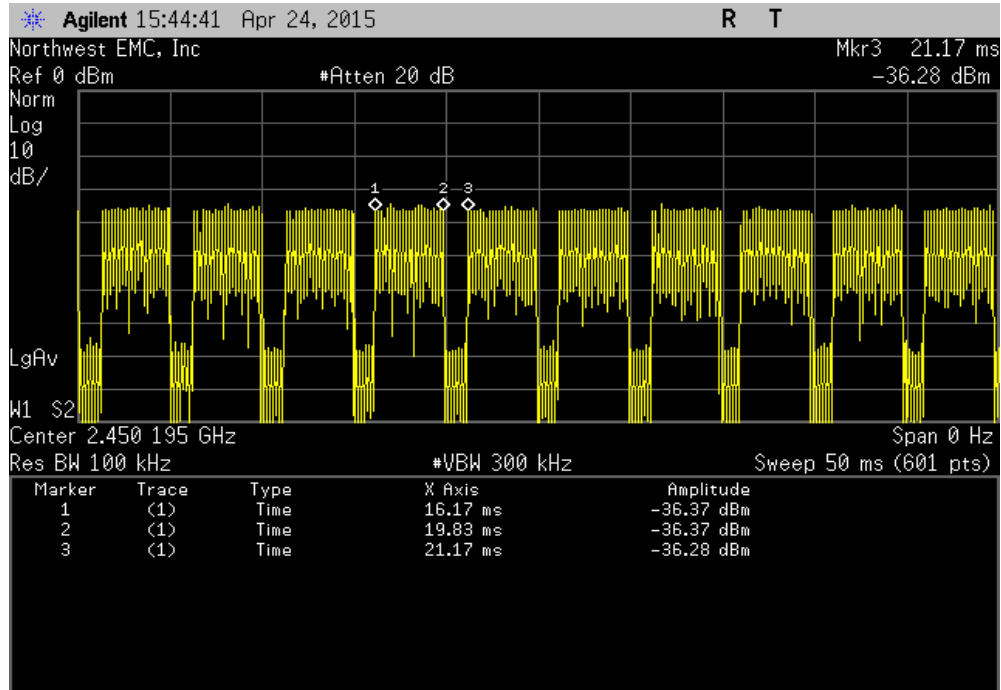 Agilent 15:44:41 Apr 24, 2015 R T
Northwest EMC, Inc Mkr3 21.17 ms
Ref 0 dBm #Atten 20 dB -36.28 dBm
Norm
Log
10
dB/
1 2 3
LgAv
W1 S2
Center 2.450 195 GHz Span 0 Hz
Res BW 100 kHz #VBW 300 kHz Sweep 50 ms (601 pts)
Marker Trace Type X Axis Amplitude
1 (1) Time 16.17 ms -36.37 dBm
2 (1) Time 19.83 ms -36.37 dBm
3 (1) Time 21.17 ms -36.28 dBm